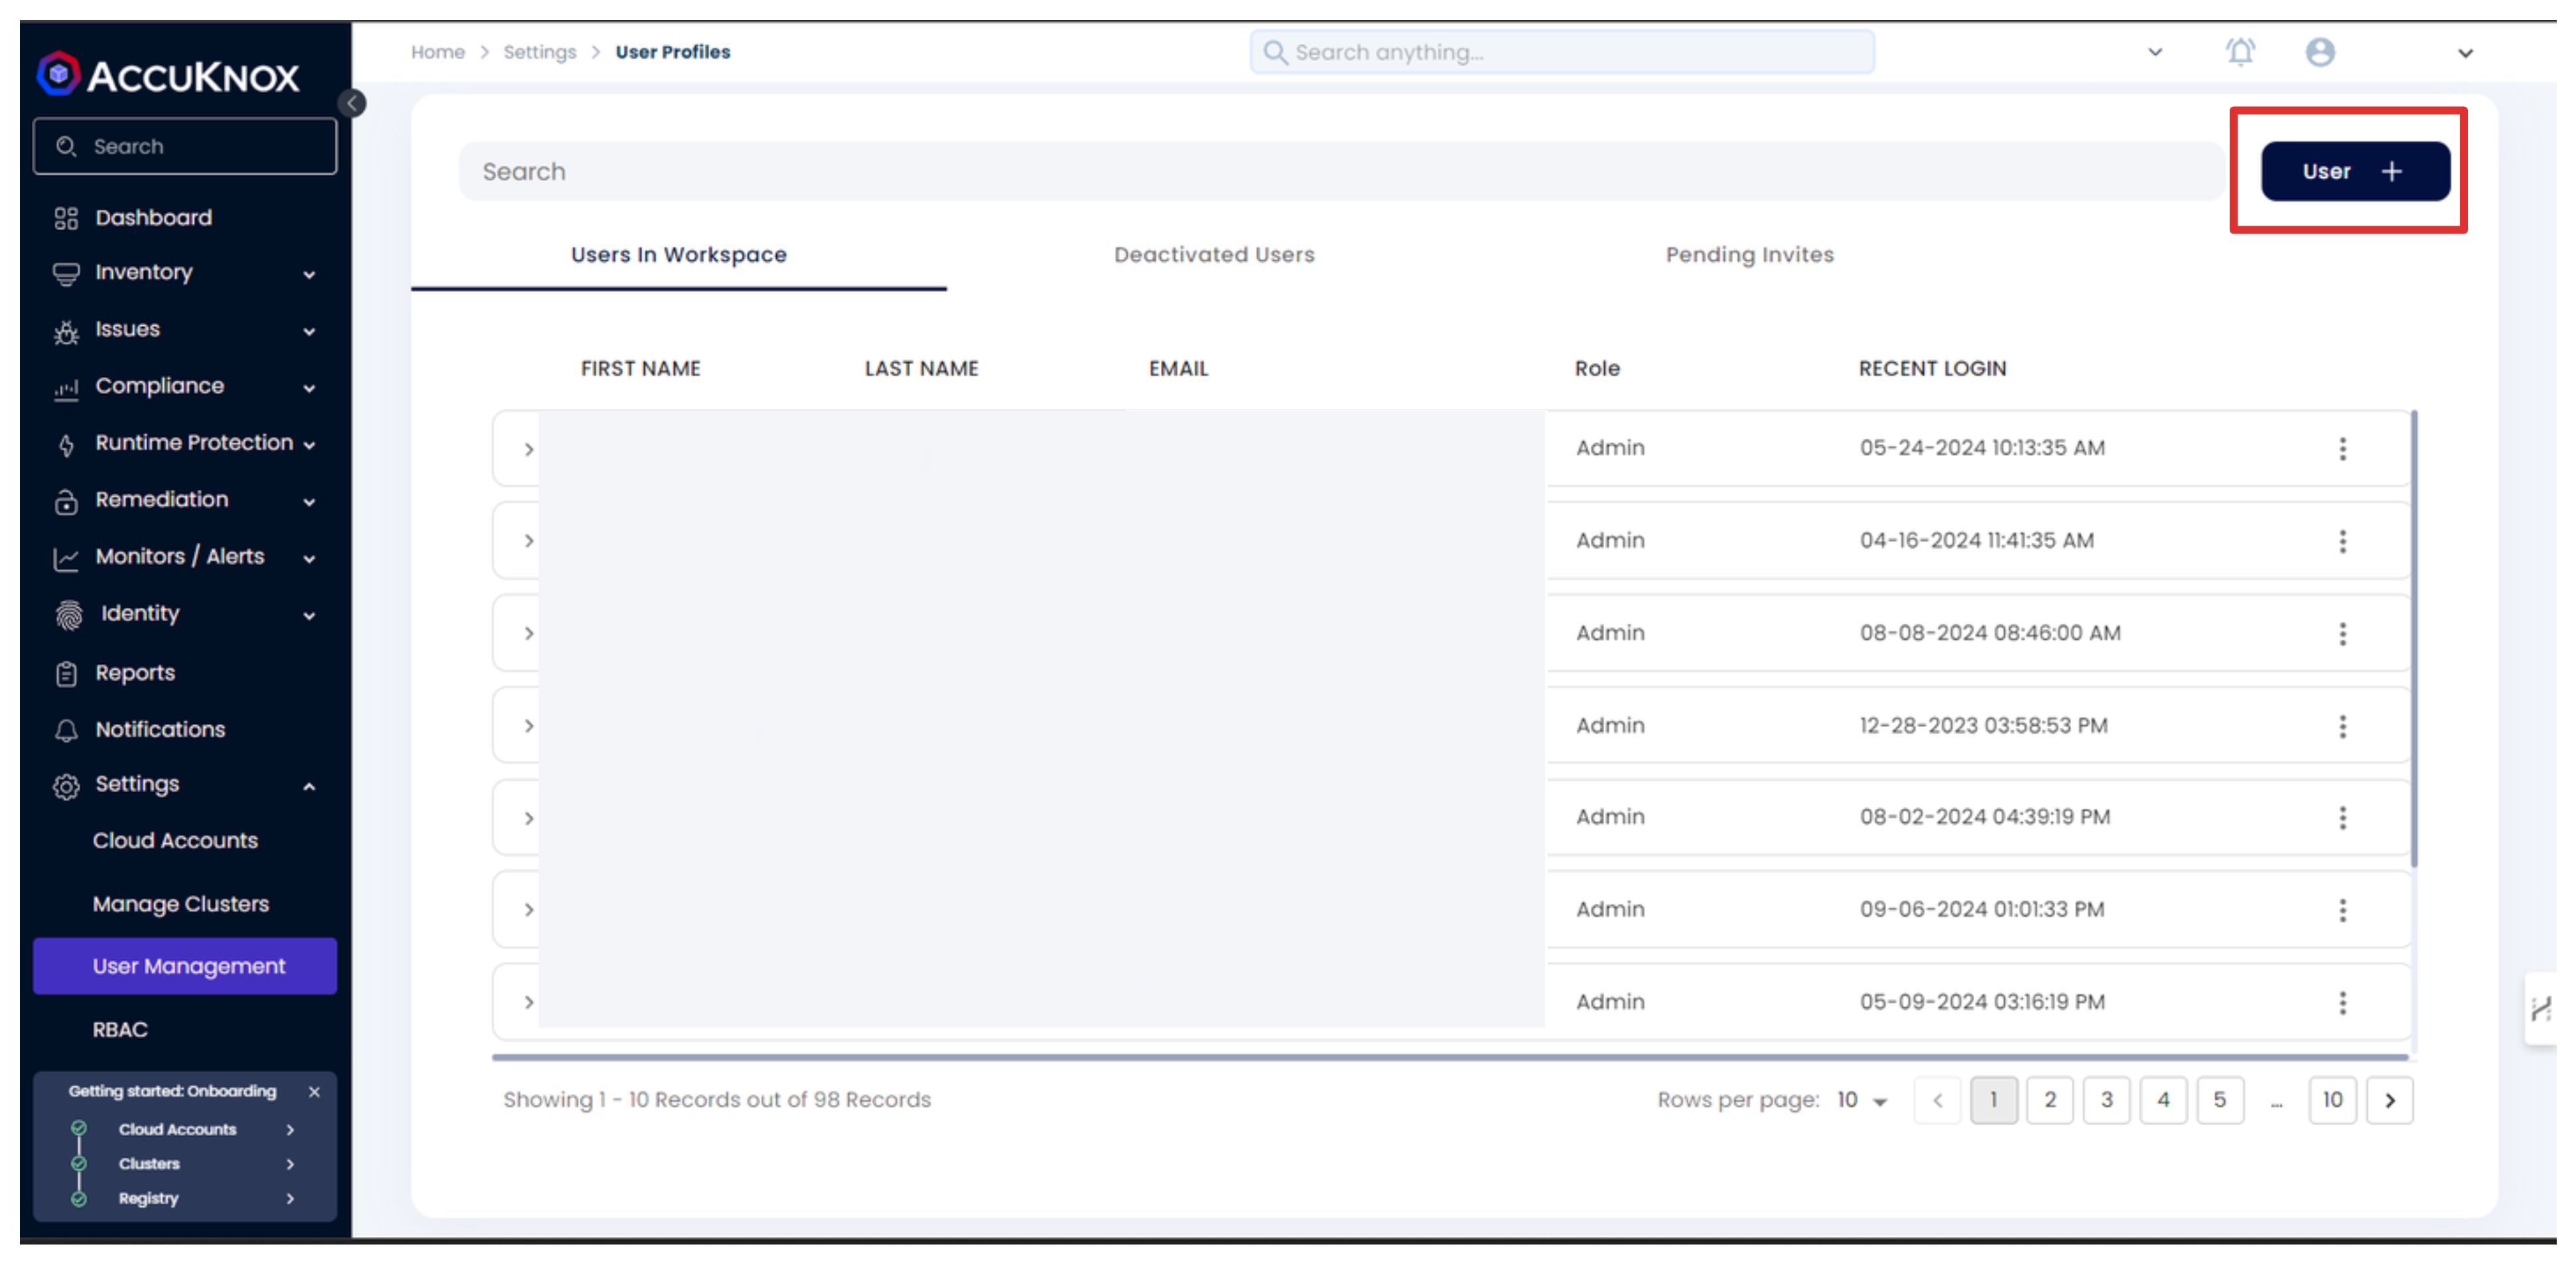 ACCUKNOX
Search
Dashboard
Inventory
Issues
Compliance
Runtime Protection
Remediation
Monitors / Alerts
Identity
Reports
Notifications
Settings
Cloud Accounts
Manage Clusters
User Management
RBAC
Getting started: Onboarding
Cloud Accounts
Clusters
Registry
Home > Settings > User Profiles
Search anything...
Search
User +
Users In Workspace Deactivated Users Pending Invites
FIRST NAME LAST NAME EMAIL Role RECENT LOGIN
Admin 05-24-2024 10:13:35 AM
Admin 04-16-2024 11:41:35 AM
Admin 08-08-2024 08:46:00 AM
Admin 12-28-2023 03:58:53 PM
Admin 08-02-2024 04:39:19 PM
Admin 09-06-2024 01:01:33 PM
Admin 05-09-2024 03:16:19 PM
Showing 1 - 10 Records out of 98 Records Rows per page: 10 < 1 2 3 4 5 ... 10 >